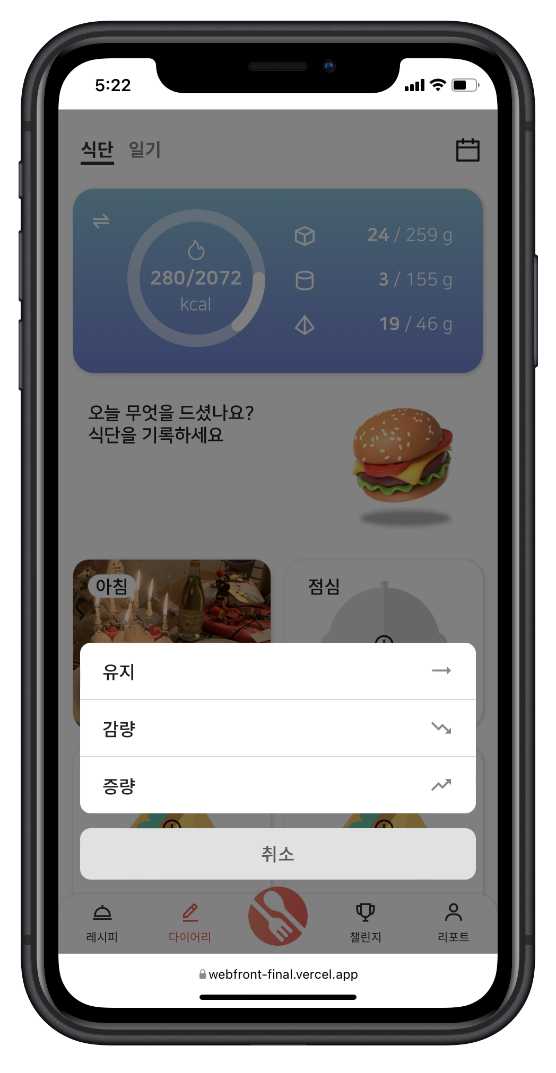 5:22
식단 일기
280/2072
kcal
24 / 259 g
3 / 155 g
19 / 46 g
오늘 무엇을 드셨나요?
식단을 기록하세요
아침
점심
유지
감량
증량
취소
레시피
다이어리
챌린지
리포트
webfront-final.vercel.app